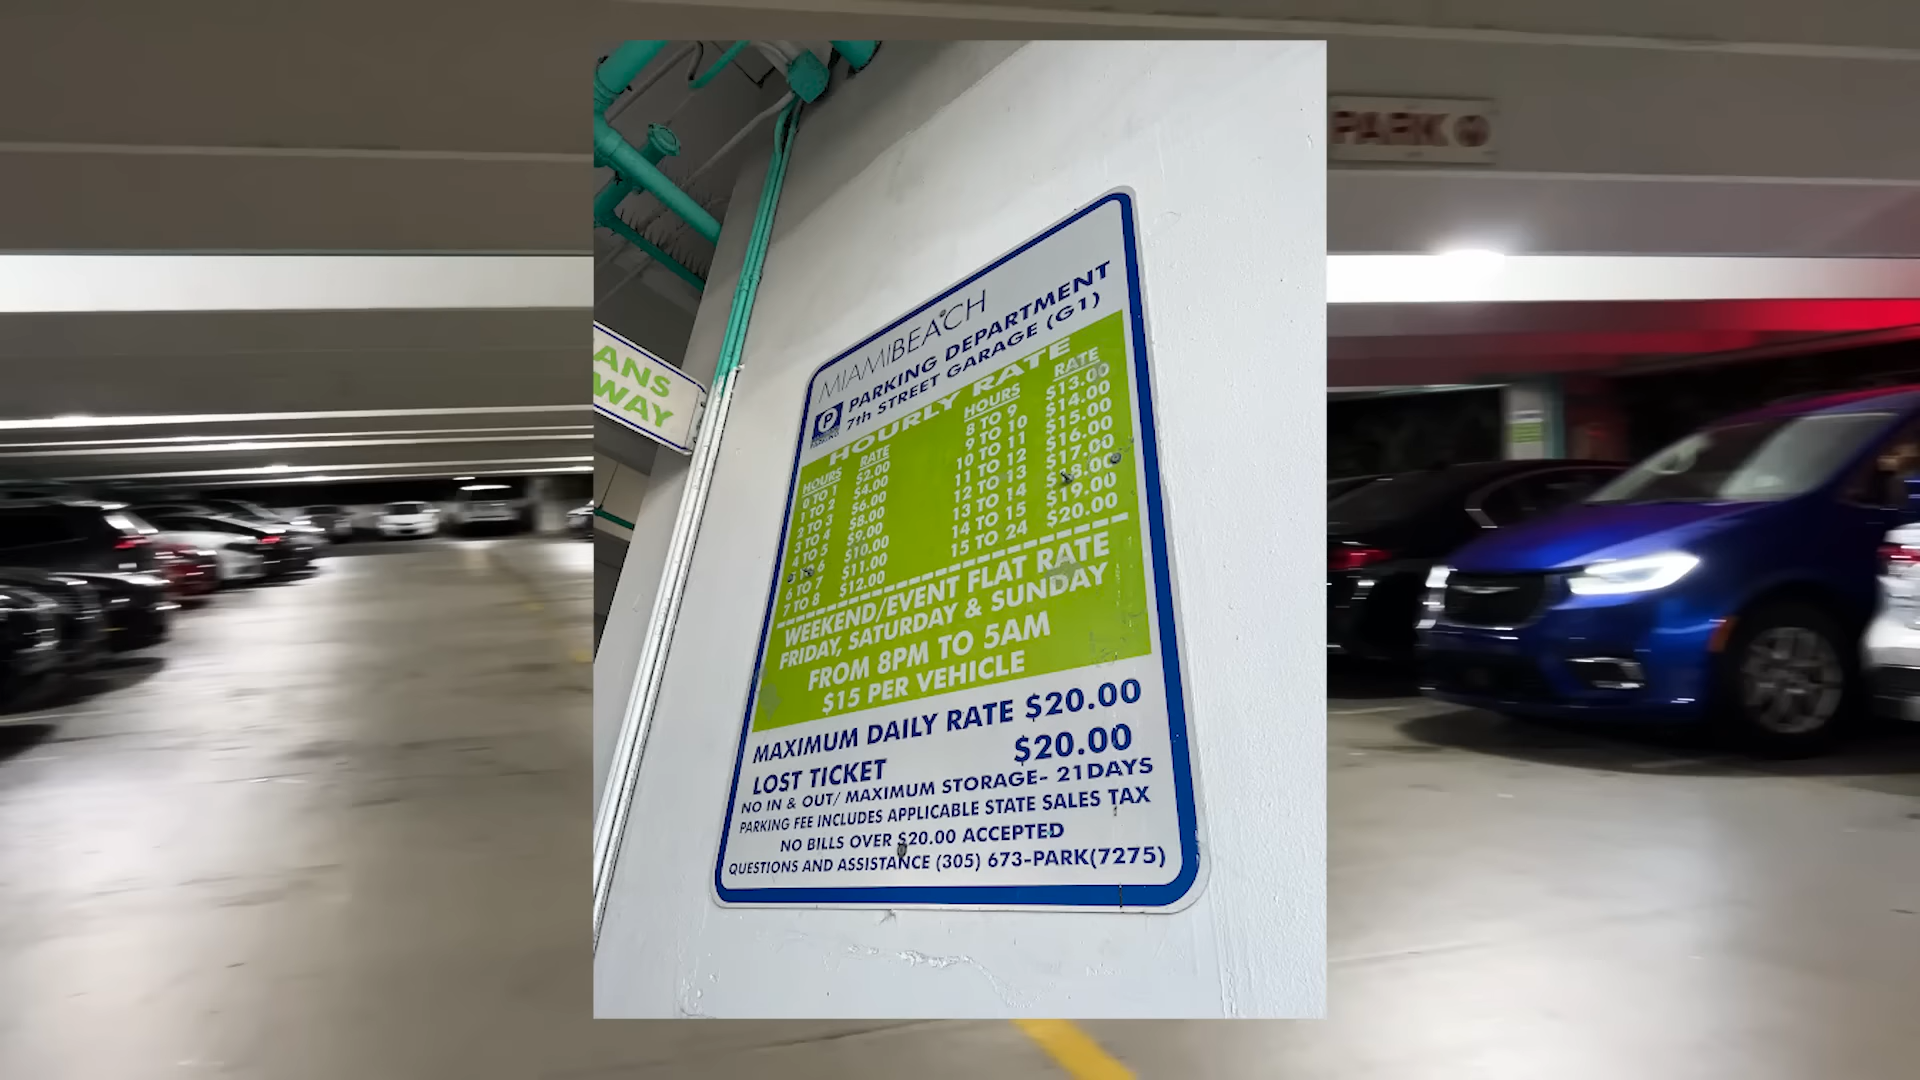 PARK
ANS
WAY
MIAMIBEACH
P PARKING DEPARTMENT
7th STREET GARAGE (G1)
HOURLY RATE
HOURS RATE HOURS RATE
0 TO 1 $2.00 8 TO 9 $13.00
1 TO 2 $4.00 9 TO 10 $14.00
2 TO 3 $6.00 10 TO 11 $15.00
3 TO 4 $8.00 11 TO 12 $16.00
4 TO 5 $9.00 12 TO 13 $17.00
5 TO 6 $10.00 13 TO 14 $18.00
6 TO 7 $11.00 14 TO 15 $19.00
7 TO 8 $12.00 15 TO 24 $20.00
WEEKEND/EVENT FLAT RATE
FRIDAY, SATURDAY & SUNDAY
FROM 8PM TO 5AM
$15 PER VEHICLE
MAXIMUM DAILY RATE $20.00
LOST TICKET $20.00
NO IN & OUT/ MAXIMUM STORAGE- 21DAYS
PARKING FEE INCLUDES APPLICABLE STATE SALES TAX
NO BILLS OVER $20.00 ACCEPTED
QUESTIONS AND ASSISTANCE (305) 673-PARK(7275)